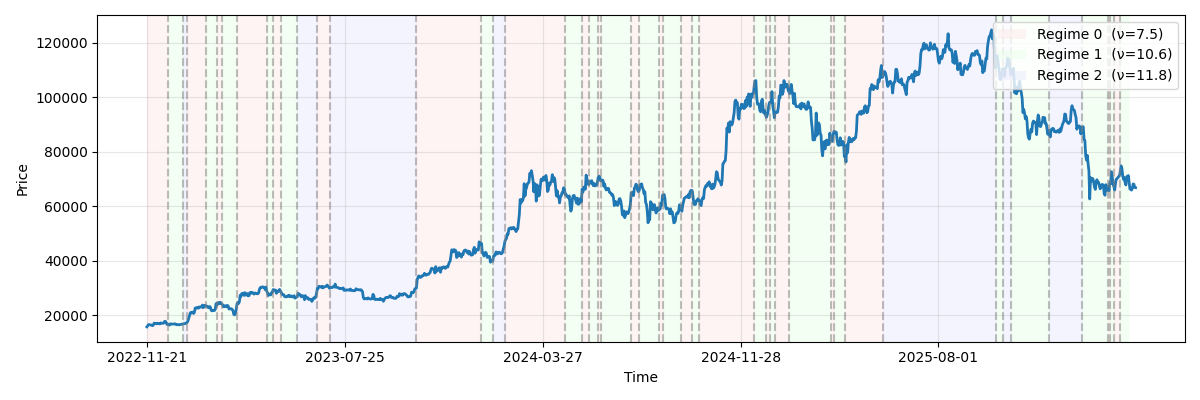 120000
100000
80000
60000
40000
20000
Price
Regime 0 (ν=7.5)
Regime 1 (ν=10.6)
Regime 2 (ν=11.8)
2022-11-21
2023-07-25
2024-03-27
2024-11-28
2025-08-01
Time